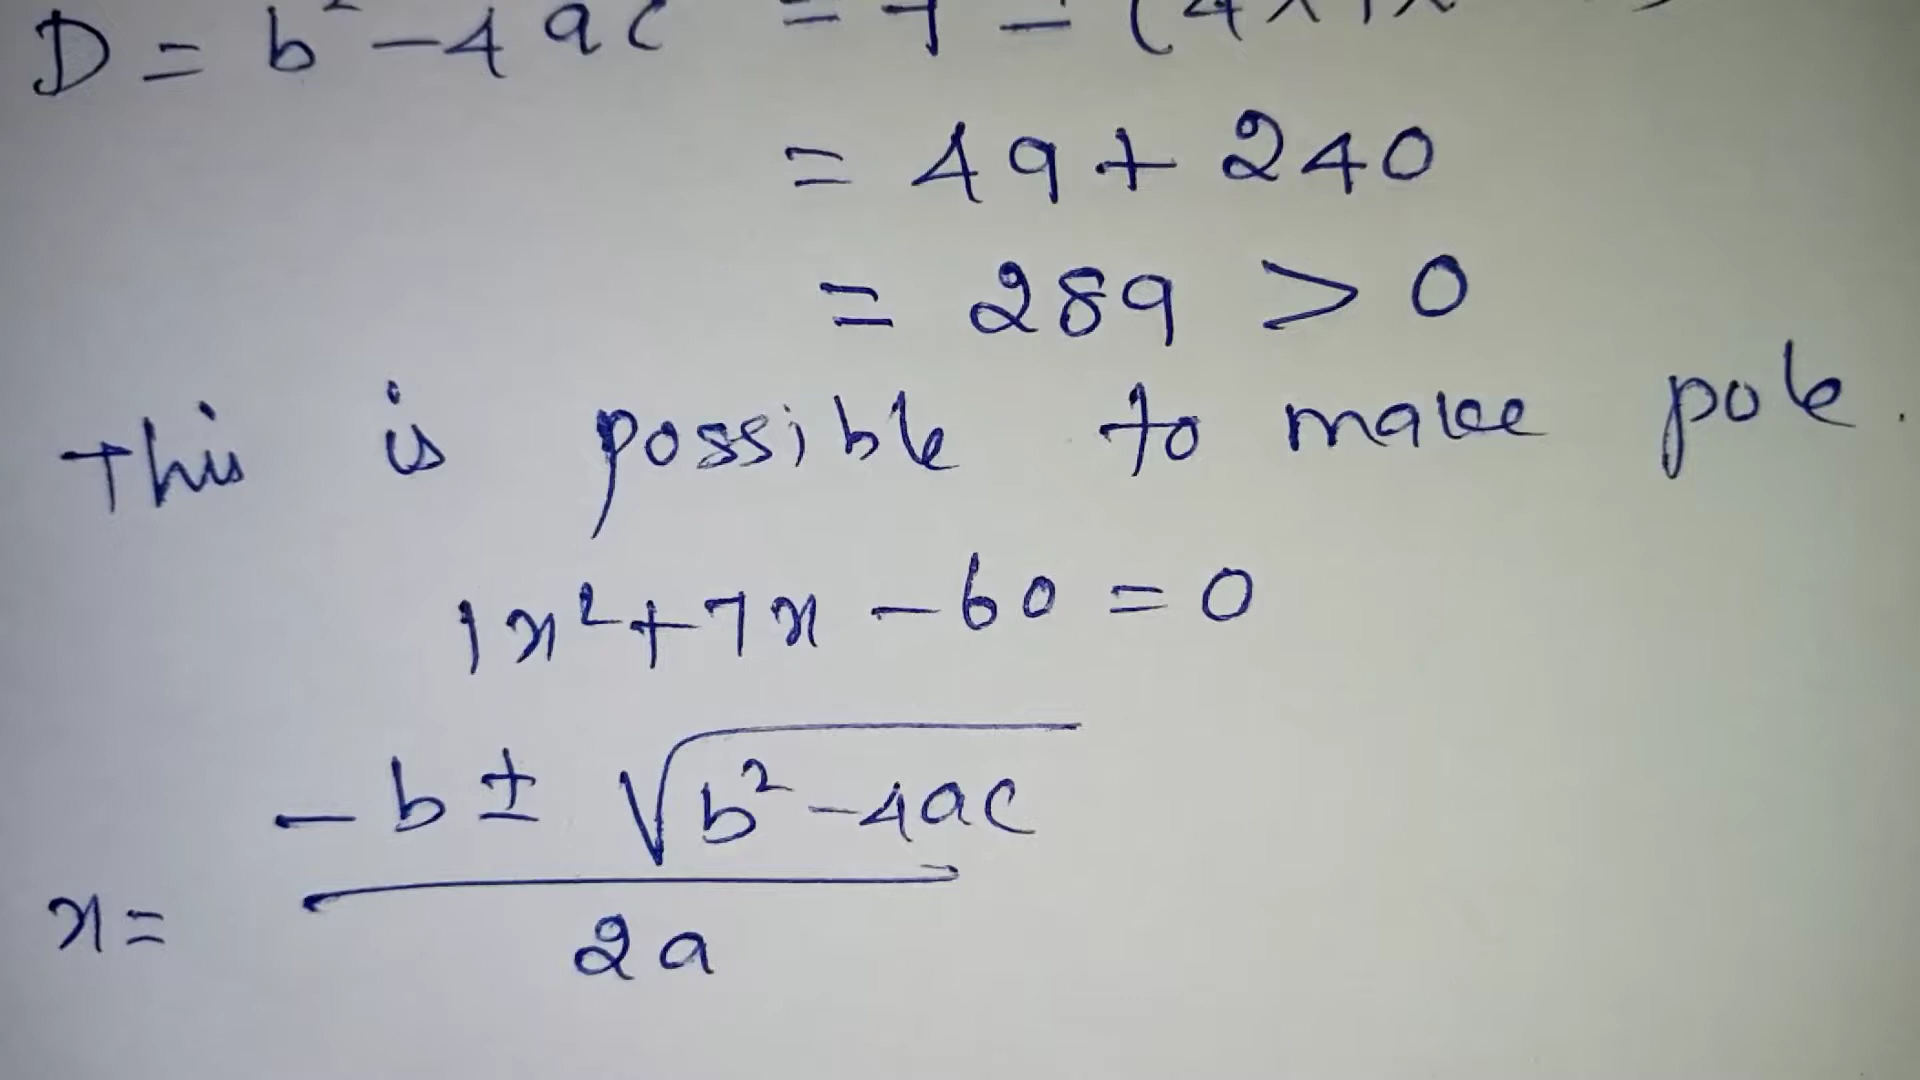 D = b² - 4ac =
= 49 + 240
= 289 > 0
This is possible to make pole.
1x² + 7x - 60 = 0
x = (-b ± √(b² - 4ac)) / 2a